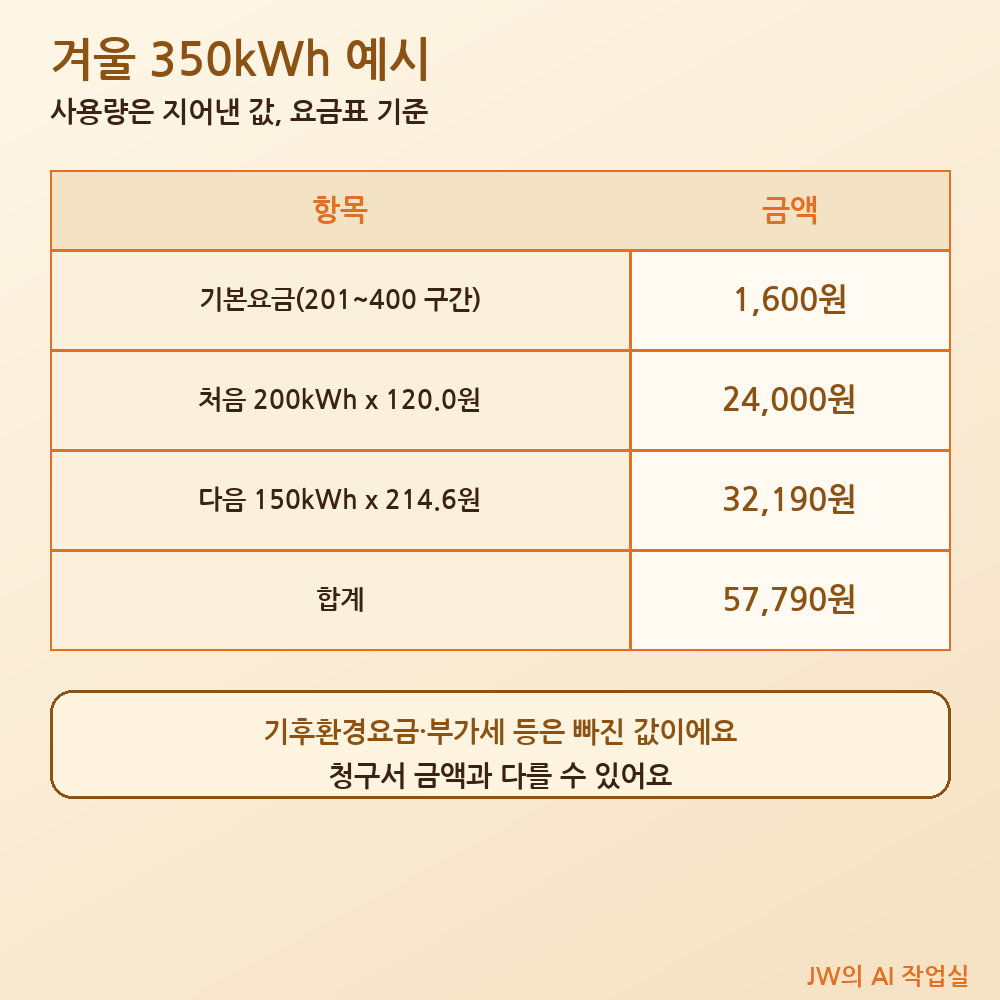 겨울 350kWh 예시
사용량은 지어낸 값, 요금표 기준
항목 금액
기본요금(201~400 구간) 1,600원
처음 200kWh x 120.0원 24,000원
다음 150kWh x 214.6원 32,190원
합계 57,790원
기후환경요금·부가세 등은 빠진 값이에요
청구서 금액과 다를 수 있어요
JW의 AI 작업실